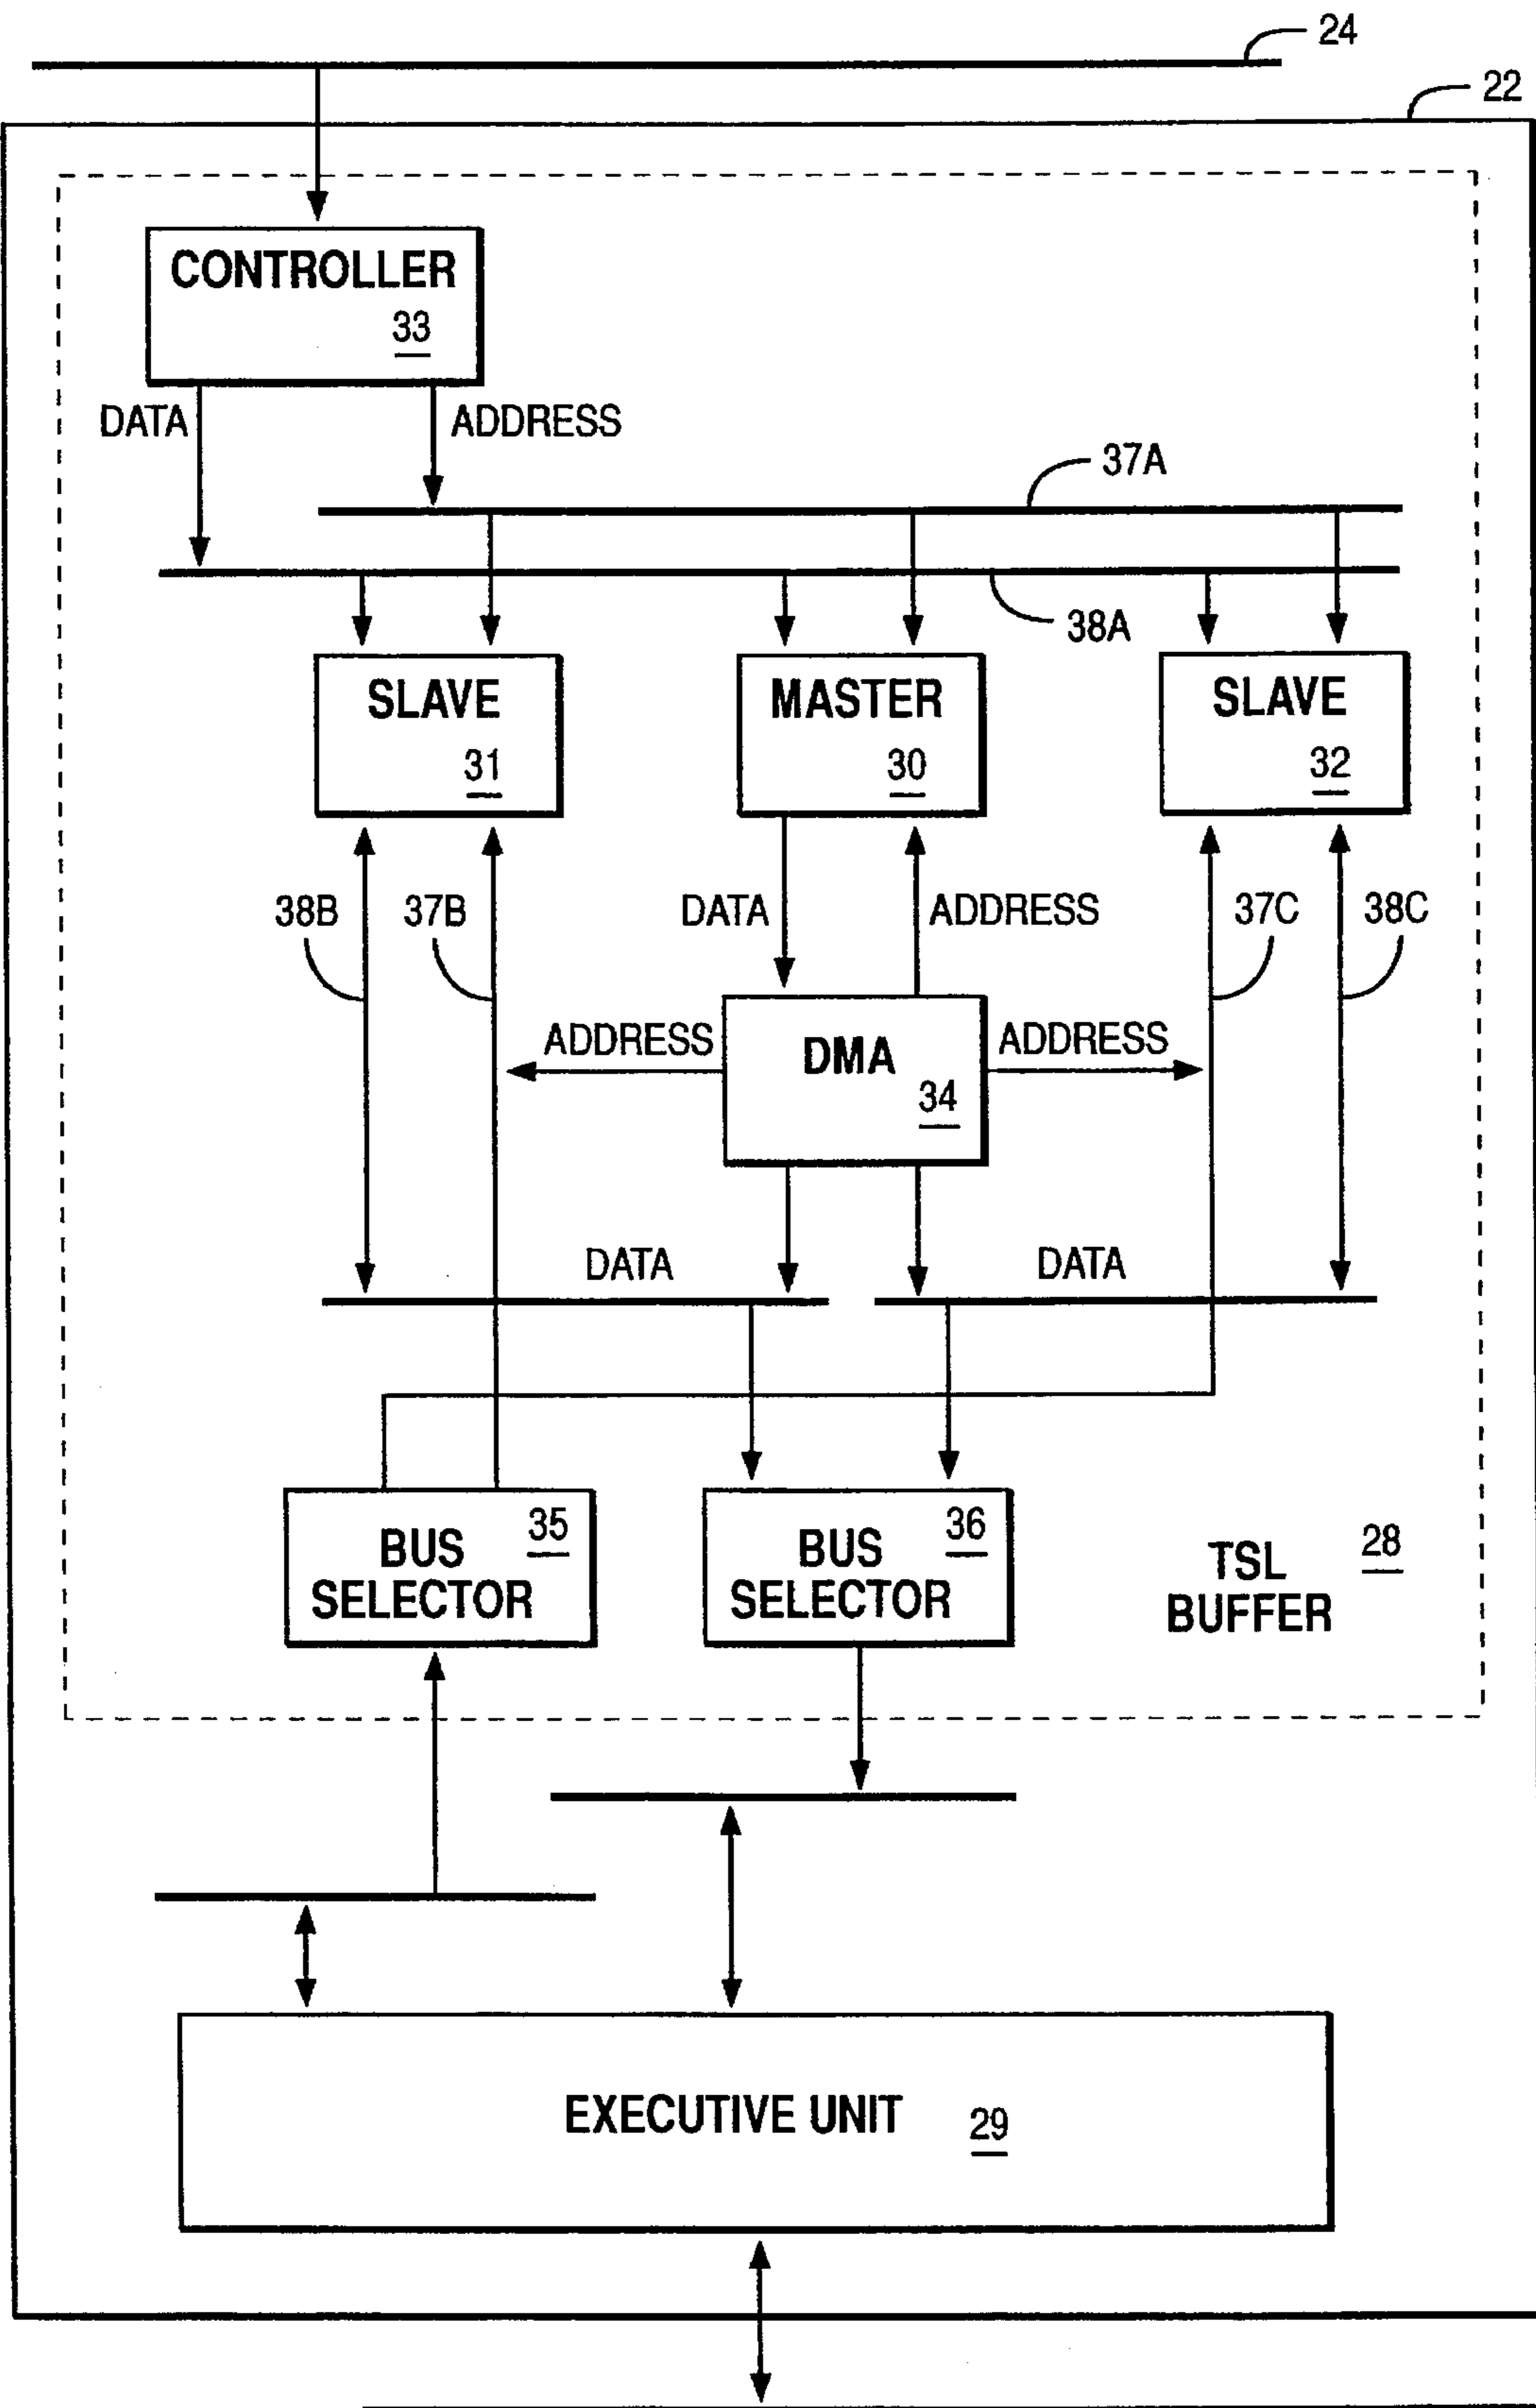 24
22
CONTROLLER
33
DATA
ADDRESS
37A
38A
SLAVE
31
MASTER
30
SLAVE
32
38B
37B
DATA
ADDRESS
37C
38C
ADDRESS
DMA
34
ADDRESS
DATA
DATA
35
BUS
SELECTOR
36
BUS
SELECTOR
28
TSL
BUFFER
EXECUTIVE UNIT
29